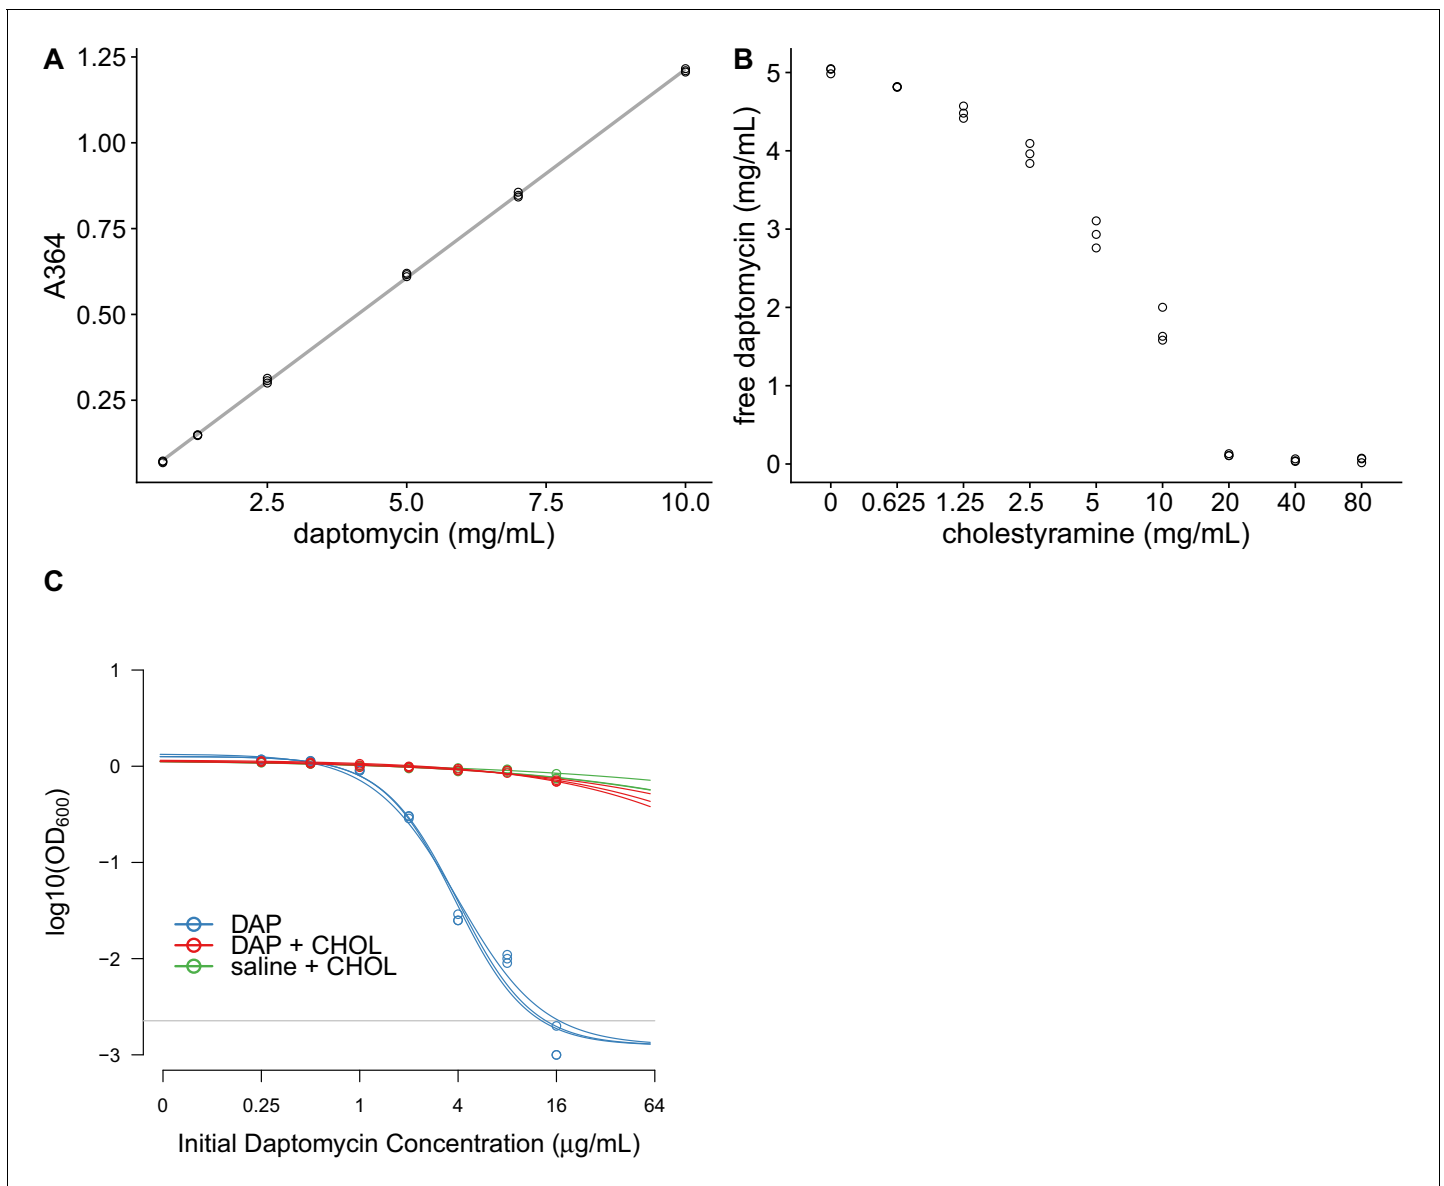 A
1.25
1.00
0.75
0.50
0.25
A364
2.5 5.0 7.5 10.0
daptomycin (mg/mL)
B
5
4
3
2
1
0
free daptomycin (mg/mL)
0 0.625 1.25 2.5 5 10 20 40 80
cholestyramine (mg/mL)
C
1
0
−1
−2
−3
log10(OD600)
DAP
DAP + CHOL
saline + CHOL
0 0.25 1 4 16 64
Initial Daptomycin Concentration (μg/mL)